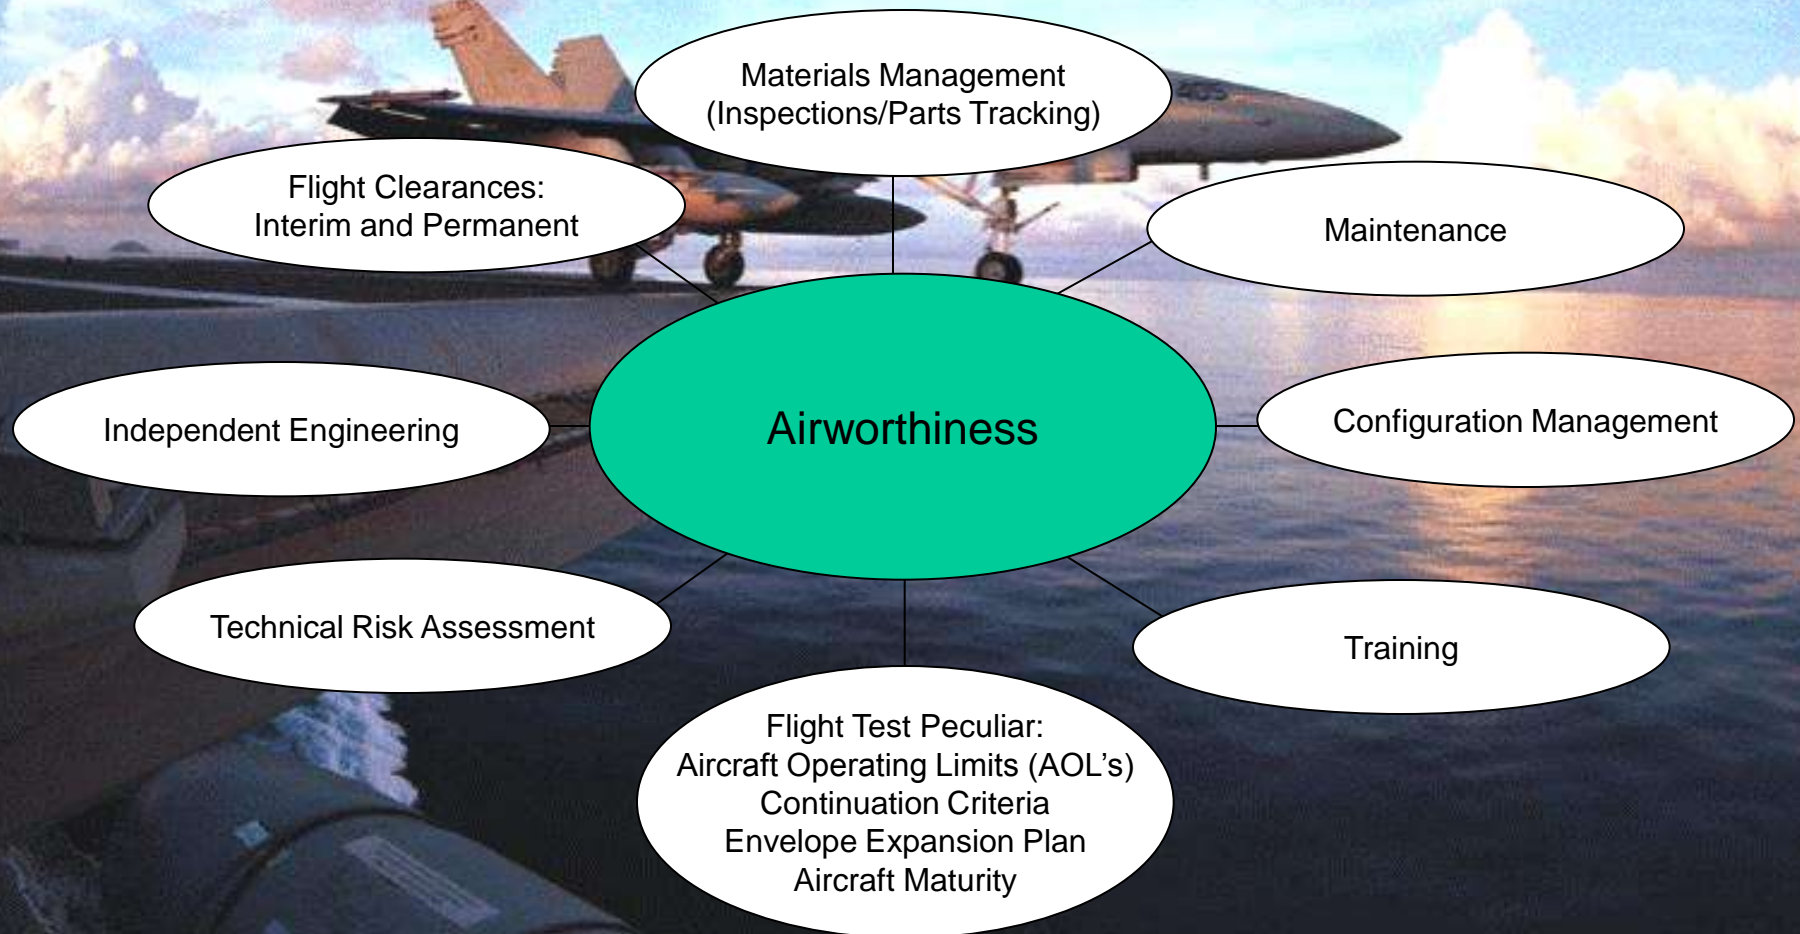 Materials Management
(Inspections/Parts Tracking)
405
Flight Clearances:
Interim and Permanent
Maintenance
Airworthiness
Independent Engineering
Configuration Management
Technical Risk Assessment
Training
Flight Test Peculiar:
Aircraft Operating Limits (AOL's)
Continuation Criteria
Envelope Expansion Plan
Aircraft Maturity